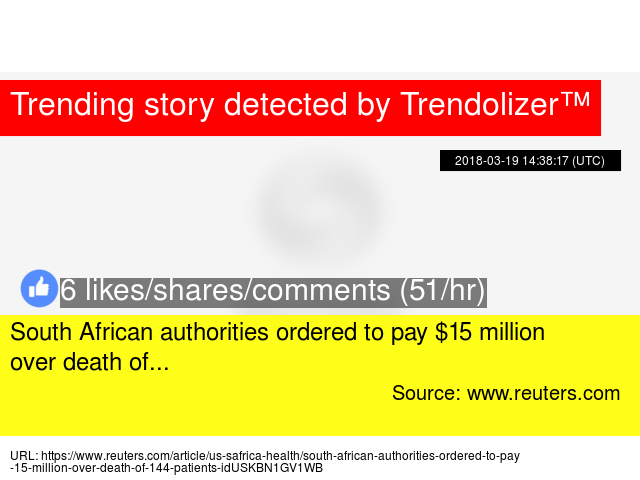 Trending story detected by Trendolizer™
2018-03-19 14:38:17 (UTC)
6 likes/shares/comments (51/hr)
South African authorities ordered to pay $15 million
over death of...
Source: www.reuters.com
URL: https://www.reuters.com/article/us-safrica-health/south-african-authorities-ordered-to-pay
-15-million-over-death-of-144-patients-idUSKBN1GV1WB